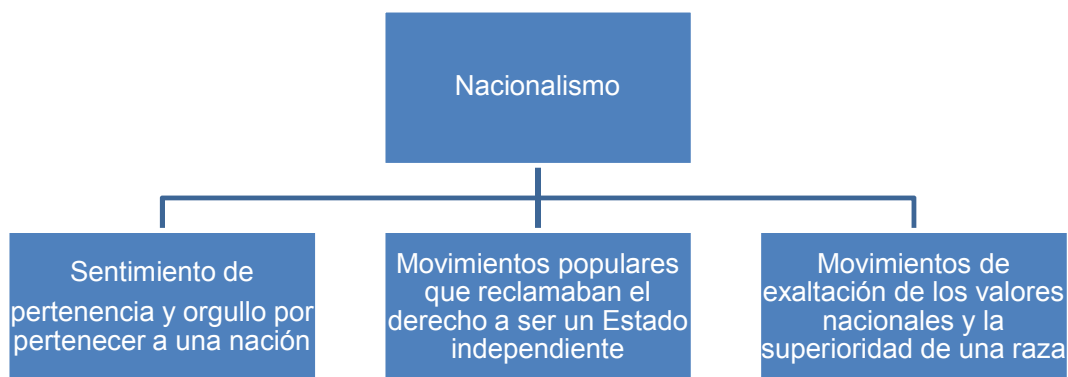 Nacionalismo
Sentimiento de
pertenencia y orgullo por
pertenecer a una nación
Movimientos populares
que reclamaban el
derecho a ser un Estado
independiente
Movimientos de
exaltación de los valores
nacionales y la
superioridad de una raza